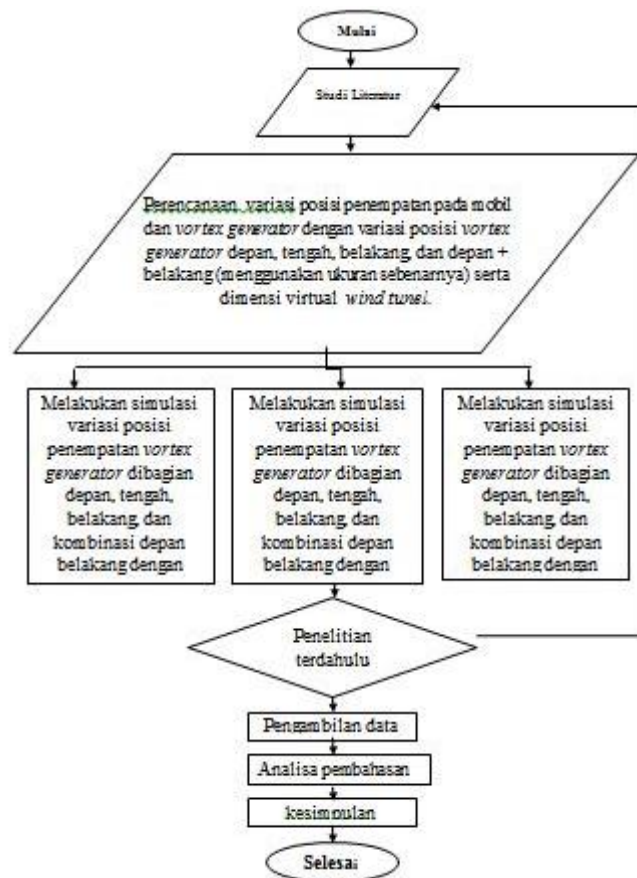 Mulai
Studi Literatur
Perencanaan, variasi posisi penempatan pada mobil
dan vortex generator dengan variasi posisi vortex
generator depan, tengah, belakang, dan depan +
belakang (menggunakan ukuran sebenarnya) serta
dimensi virtual wind tunel.
Melakukan simulasi
variasi posisi
penempatan vortex
generator dibagian
depan, tengah,
belakang, dan
kombinasi depan
belakang dengan
Melakukan simulasi
variasi posisi
penempatan vortex
generator dibagian
depan, tengah,
belakang, dan
kombinasi depan
belakang dengan
Melakukan simulasi
variasi posisi
penempatan vortex
generator dibagian
depan, tengah,
belakang, dan
kombinasi depan
belakang dengan
Penelitian
terdahulu
Pengambilan data
Analisa pembahasan
kesimpulan
Selesai